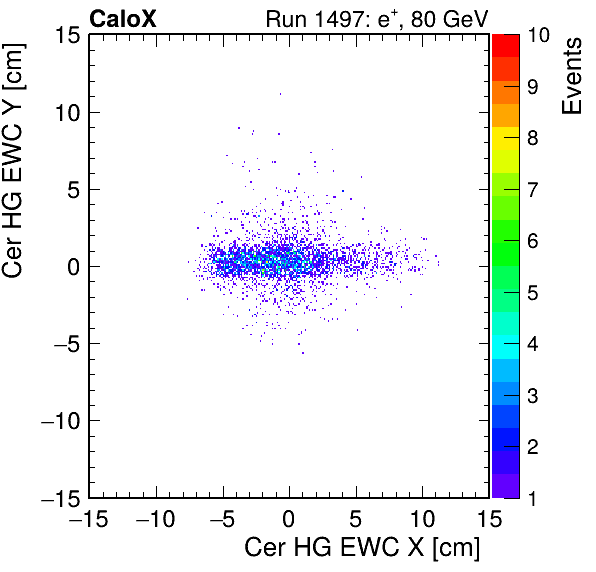 CaloX
Run 1497: e+, 80 GeV
15
10
5
0
−5
−10
−15
Cer HG EWC Y [cm]
−15 −10 −5 0 5 10 15
Cer HG EWC X [cm]
10
9
8
7
6
5
4
3
2
1
Events